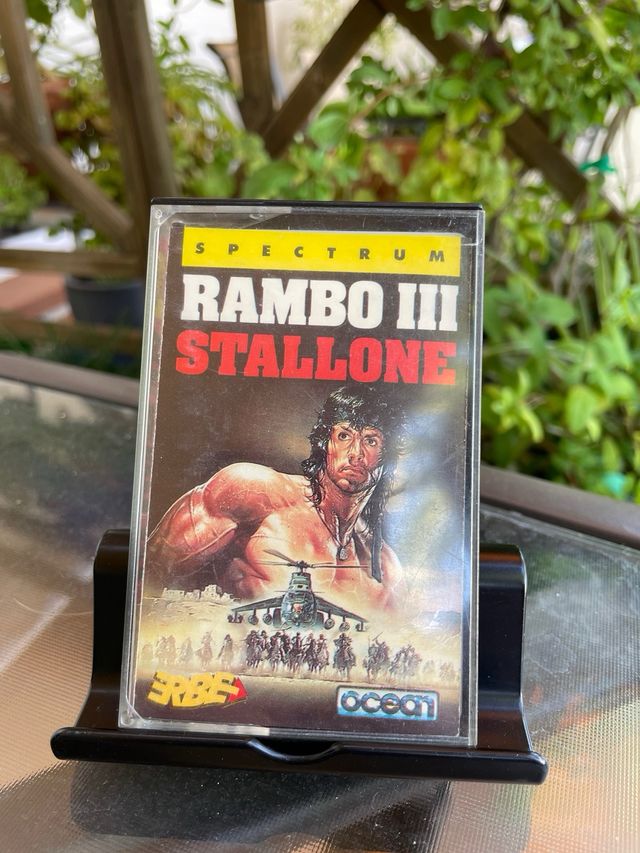 SPECTRUM
RAMBO III
STALLONE
ERBE
ocean